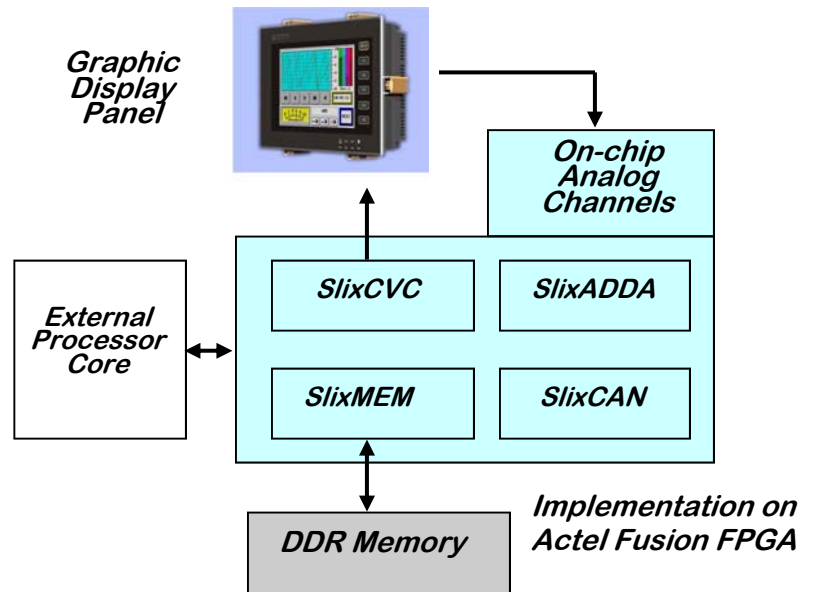 Graphic
Display
Panel
On-chip
Analog
Channels
SlixCVC
SlixADDA
External
Processor
Core
SlixMEM
SlixCAN
DDR Memory
Implementation on
Actel Fusion FPGA